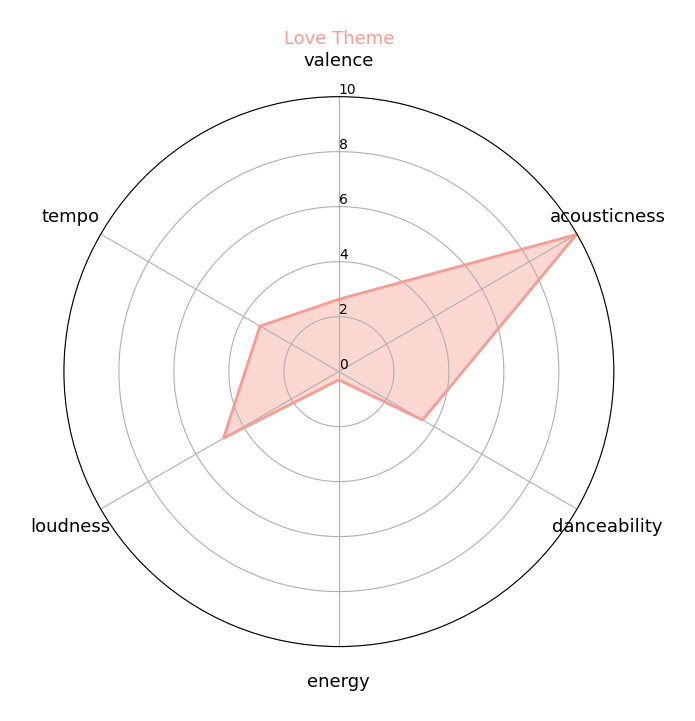 Love Theme
valence
10
8
6
4
2
0
tempo
acousticness
loudness
danceability
energy